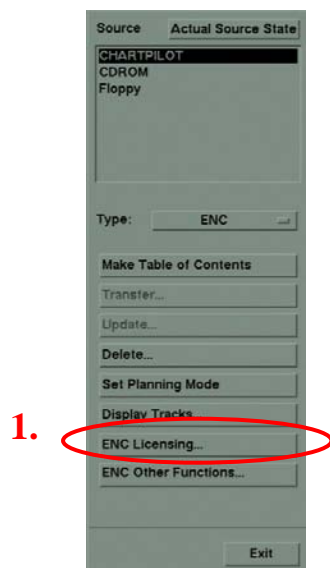 Source Actual Source State
CHARTPILOT
CDROM
Floppy
Type: ENC
Make Table of Contents
Transfer...
Update...
Delete...
Set Planning Mode
Display Tracks...
1. ENC Licensing...
ENC Other Functions...
Exit